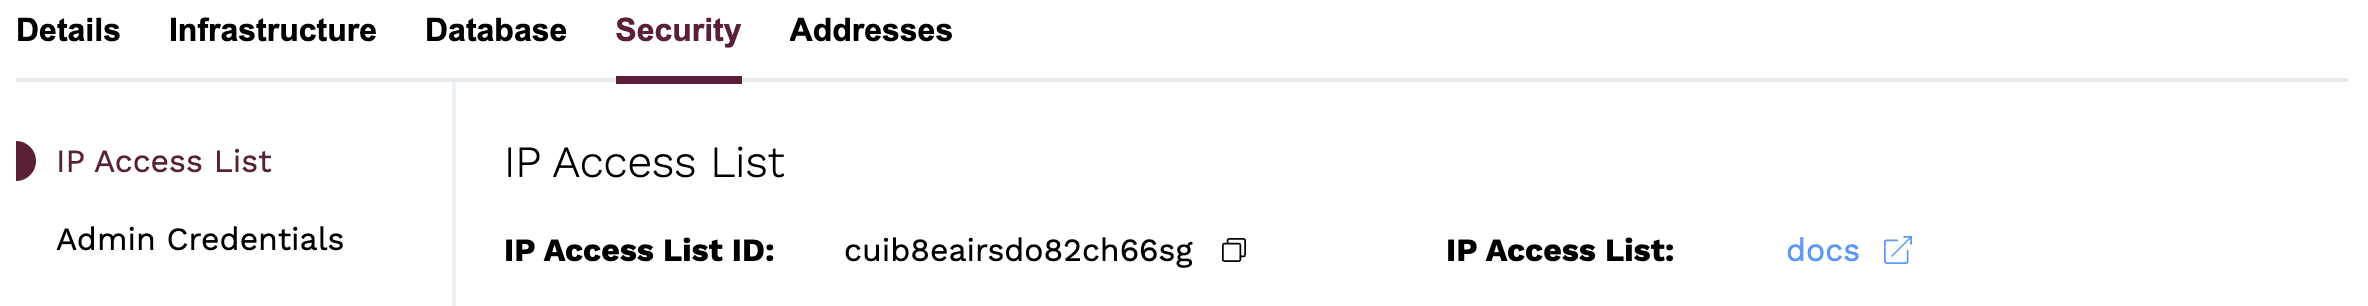 Details Infrastructure Database Security Addresses
IP Access List
Admin Credentials
IP Access List
IP Access List ID: cuib8eairsdo82ch66sg IP Access List: docs